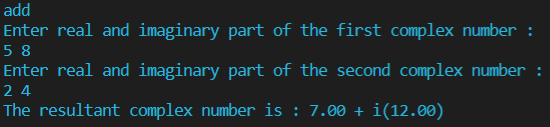 add
Enter real and imaginary part of the first complex number :
5 8
Enter real and imaginary part of the second complex number :
2 4
The resultant complex number is : 7.00 + i(12.00)